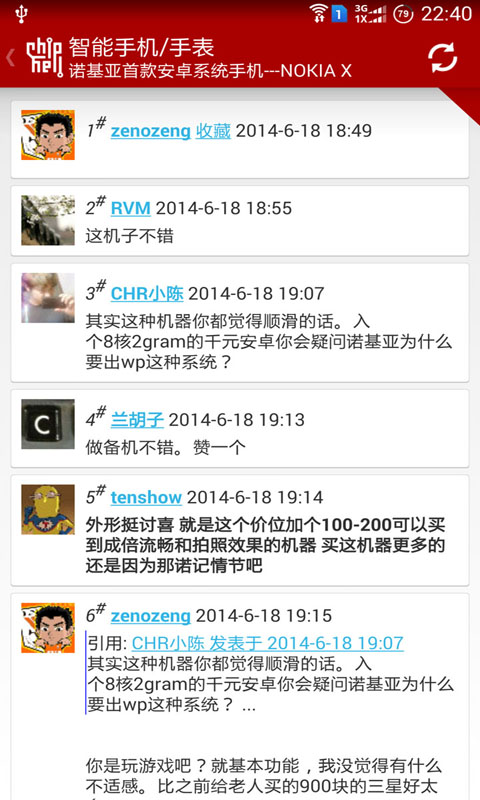 3G
1X
79
22:40
chip
hell
智能手机/手表
诺基亚首款安卓系统手机---NOKIA X
1# zenozeng 收藏 2014-6-18 18:49
2# RVM 2014-6-18 18:55
这机子不错
3# CHR小陈 2014-6-18 19:07
其实这种机器你都觉得顺滑的话。入
个8核2gram的千元安卓你会疑问诺基亚为什么
要出wp这种系统？
C
4# 兰胡子 2014-6-18 19:13
做备机不错。赞一个
5# tenshow 2014-6-18 19:14
外形挺讨喜 就是这个价位加个100-200可以买
到成倍流畅和拍照效果的机器 买这机器更多的
还是因为那诺记情节吧
6# zenozeng 2014-6-18 19:15
引用: CHR小陈 发表于 2014-6-18 19:07
其实这种机器你都觉得顺滑的话。入
个8核2gram的千元安卓你会疑问诺基亚为什么
要出wp这种系统？ ...
你是玩游戏吧？就基本功能，我没觉得有什么
不适感。比之前给老人买的900块的三星好太